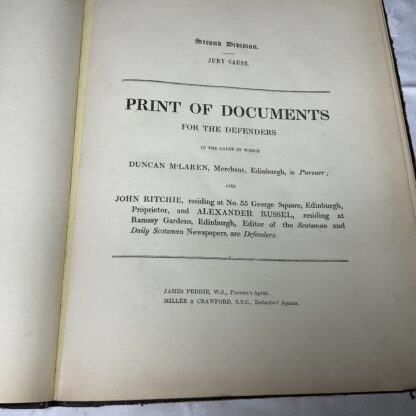 Second Division.
JURY CAUSE.
PRINT OF DOCUMENTS
FOR THE DEFENDERS
IN THE CAUSE IN WHICH
DUNCAN M'LAREN, Merchant, Edinburgh, is Pursuer;
AND
JOHN RITCHIE, residing at No. 55 George Square, Edinburgh,
Proprietor, and ALEXANDER RUSSEL, residing at
Ramsay Gardens, Edinburgh, Editor of the Scotsman and
Daily Scotsman Newspapers, are Defenders.
JAMES PEDDIE, W.S., Pursuer's Agent.
MILLER & CRAWFORD, S.S.C., Defenders' Agents.